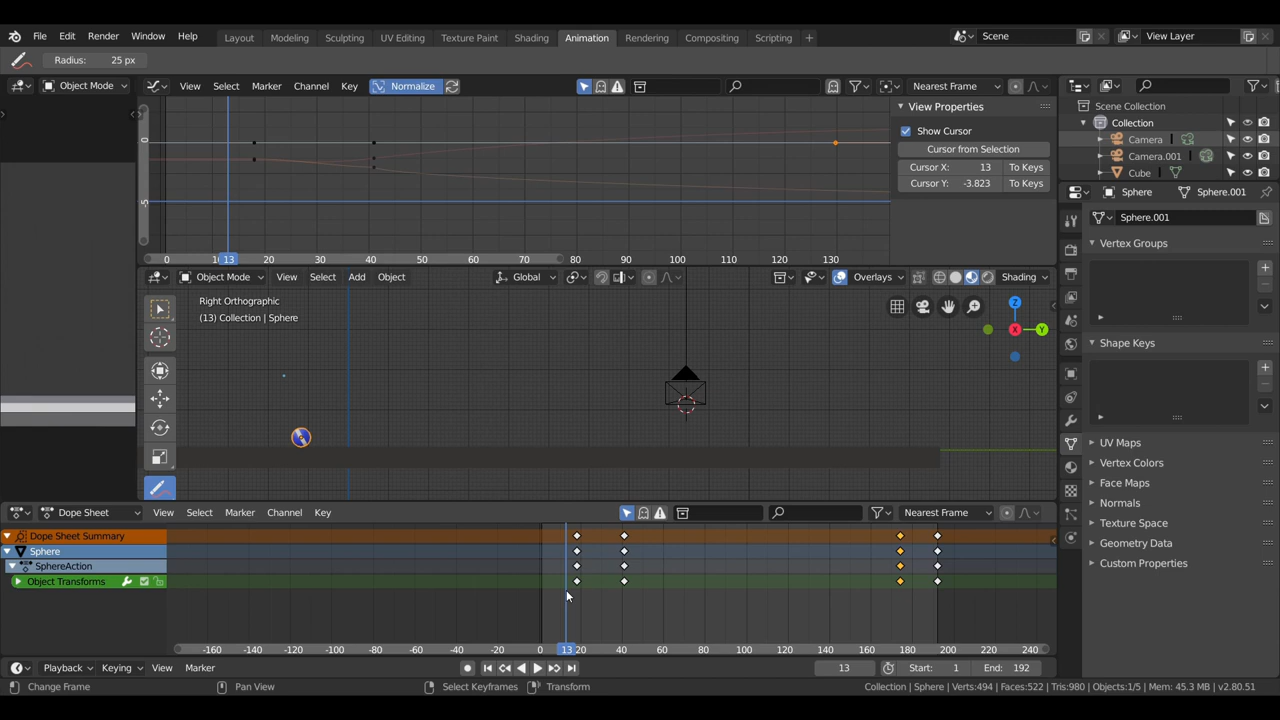 File Edit Render Window Help Layout Modeling Sculpting UV Editing Texture Paint Shading Animation Rendering Compositing Scripting + Scene View Layer
Radius: 25 px
Object Mode View Select Marker Channel Key Normalize Nearest Frame
Scene Collection
Collection
Camera
Camera.001
Cube
View Properties
Show Cursor
Cursor from Selection
Cursor X: 13 To Keys
Cursor Y: -3.823 To Keys
0
-5
0 13 20 30 40 50 60 70 80 90 100 110 120 130
Sphere Sphere.001
Sphere.001
Vertex Groups
Shape Keys
UV Maps
Vertex Colors
Face Maps
Normals
Texture Space
Geometry Data
Custom Properties
Object Mode View Select Add Object Global Overlays Shading
Right Orthographic
(13) Collection | Sphere
Z
X
Y
Dope Sheet View Select Marker Channel Key Nearest Frame
Dope Sheet Summary
Sphere
SphereAction
Object Transforms
-160 -140 -120 -100 -80 -60 -40 -20 0 13 20 40 60 80 100 120 140 160 180 200 220 240
Playback Keying View Marker 13 Start: 1 End: 192
Change Frame Pan View Select Keyframes Transform Collection | Sphere | Verts:494 | Faces:522 | Tris:980 | Objects:1/5 | Mem: 45.3 MB | v2.80.51